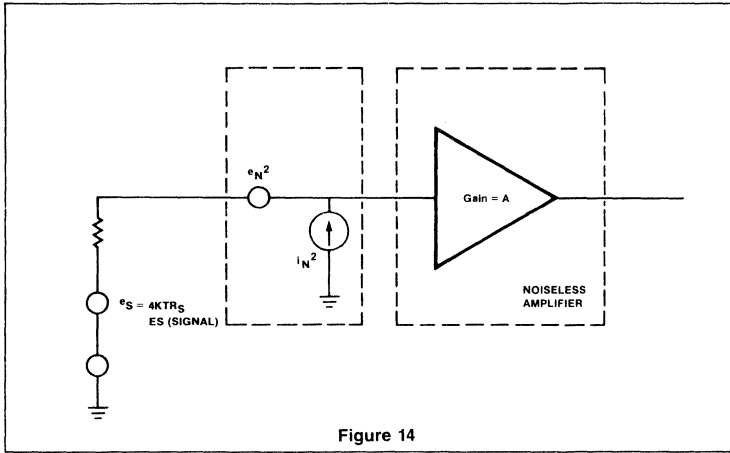 e_N^2
i_N^2
Gain = A
NOISELESS
AMPLIFIER
e_S = 4KTR_S
ES (SIGNAL)
Figure 14